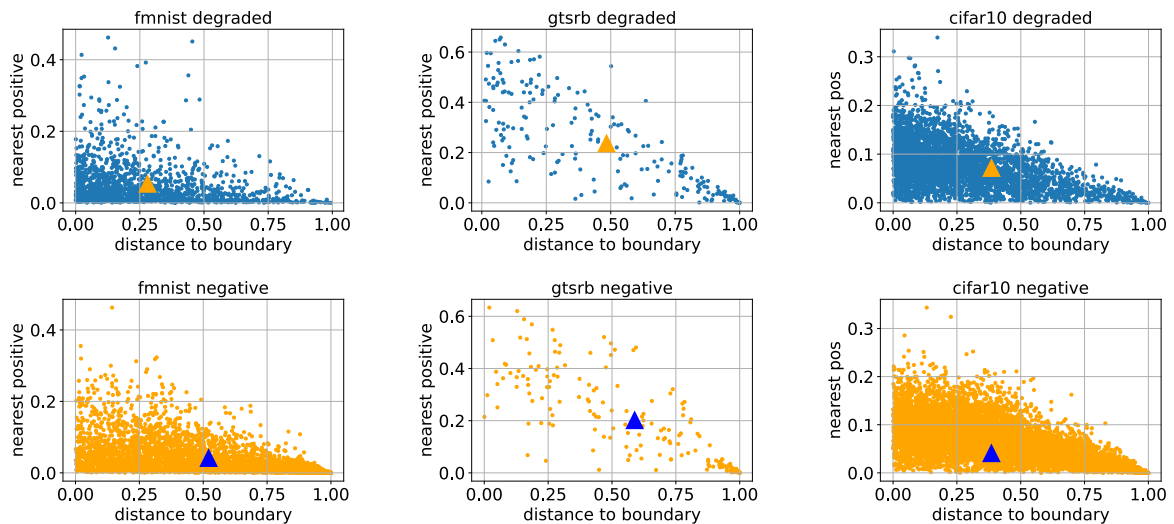 fmnist degraded
nearest positive
0.4
0.2
0.0
0.00 0.25 0.50 0.75 1.00
distance to boundary
gtsrb degraded
nearest positive
0.6
0.4
0.2
0.0
0.00 0.25 0.50 0.75 1.00
distance to boundary
cifar10 degraded
nearest pos
0.3
0.2
0.1
0.0
0.00 0.25 0.50 0.75 1.00
distance to boundary
fmnist negative
nearest positive
0.4
0.2
0.0
0.00 0.25 0.50 0.75 1.00
distance to boundary
gtsrb negative
nearest positive
0.6
0.4
0.2
0.0
0.00 0.25 0.50 0.75 1.00
distance to boundary
cifar10 negative
nearest pos
0.3
0.2
0.1
0.0
0.00 0.25 0.50 0.75 1.00
distance to boundary